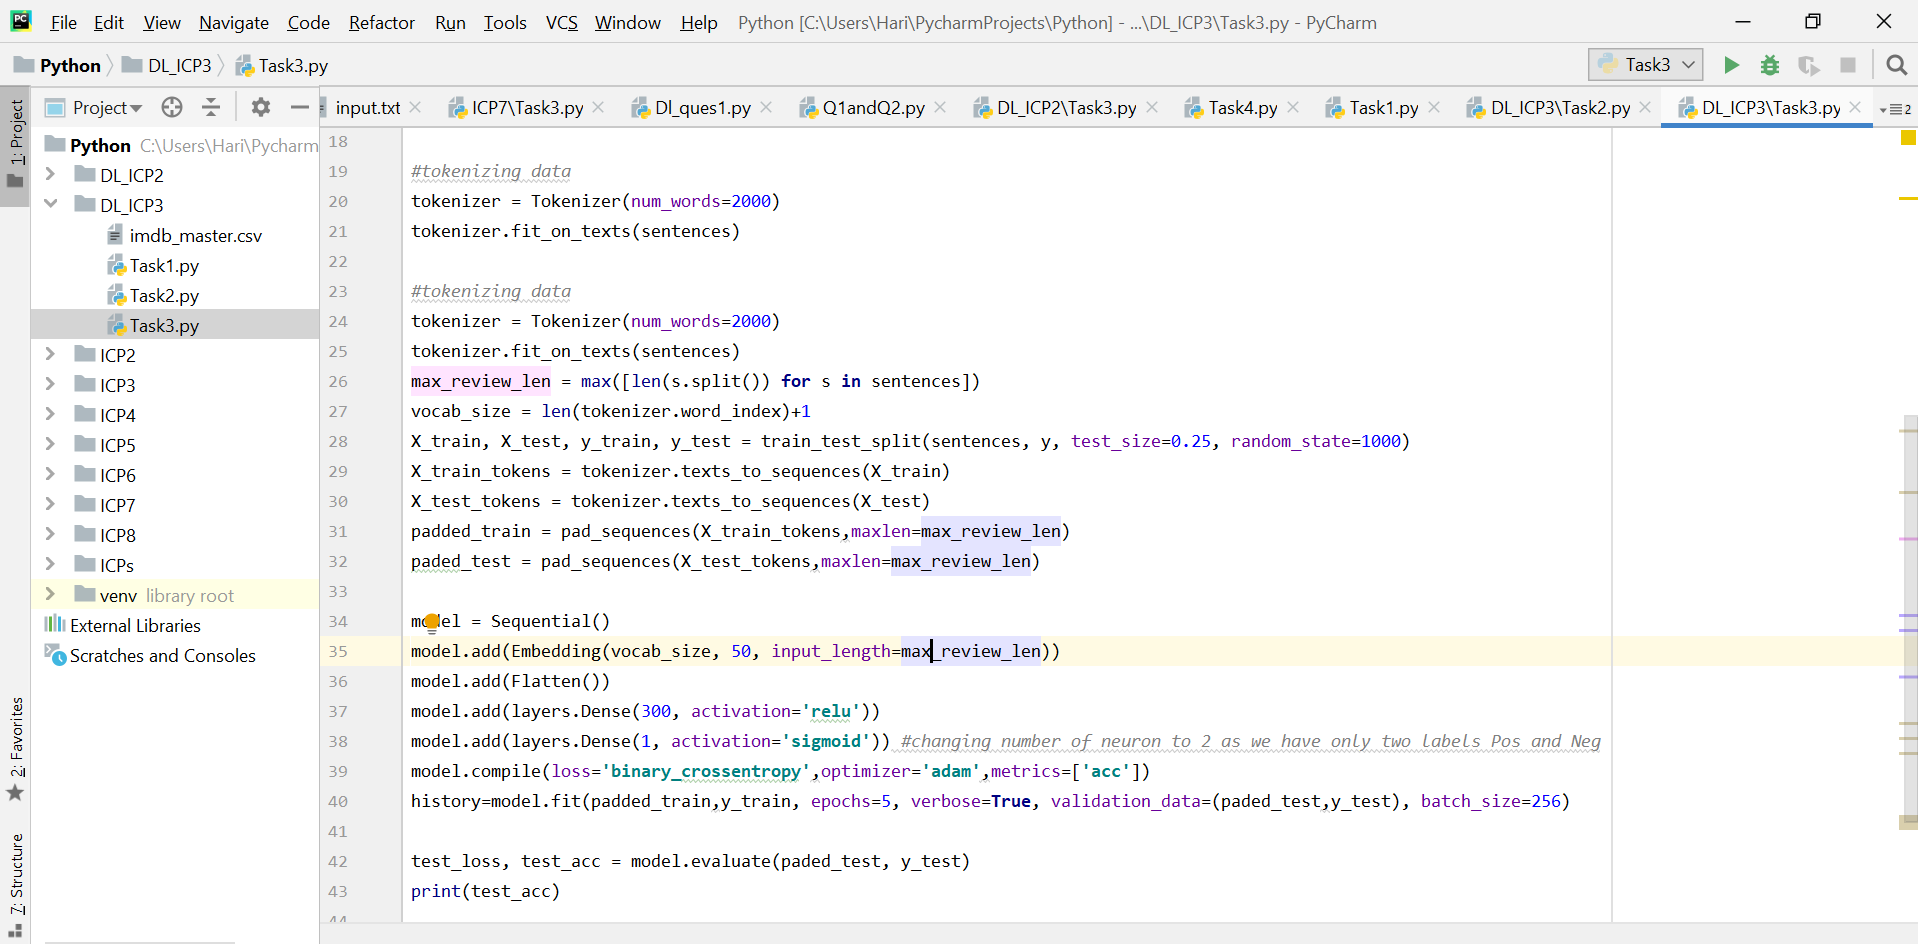 PC File Edit View Navigate Code Refactor Run Tools VCS Window Help Python [C:\Users\Hari\PycharmProjects\Python] - ...\DL_ICP3\Task3.py - PyCharm
Python DL_ICP3 Task3.py Task3
1: Project
2: Favorites
7: Structure
Project
input.txt ICP7\Task3.py Dl_ques1.py Q1andQ2.py DL_ICP2\Task3.py Task4.py Task1.py DL_ICP3\Task2.py DL_ICP3\Task3.py 2
Python C:\Users\Hari\Pycharm
DL_ICP2
DL_ICP3
imdb_master.csv
Task1.py
Task2.py
Task3.py
ICP2
ICP3
ICP4
ICP5
ICP6
ICP7
ICP8
ICPs
venv library root
External Libraries
Scratches and Consoles
18
19 #tokenizing data
20 tokenizer = Tokenizer(num_words=2000)
21 tokenizer.fit_on_texts(sentences)
22
23 #tokenizing data
24 tokenizer = Tokenizer(num_words=2000)
25 tokenizer.fit_on_texts(sentences)
26 max_review_len = max([len(s.split()) for s in sentences])
27 vocab_size = len(tokenizer.word_index)+1
28 X_train, X_test, y_train, y_test = train_test_split(sentences, y, test_size=0.25, random_state=1000)
29 X_train_tokens = tokenizer.texts_to_sequences(X_train)
30 X_test_tokens = tokenizer.texts_to_sequences(X_test)
31 padded_train = pad_sequences(X_train_tokens,maxlen=max_review_len)
32 paded_test = pad_sequences(X_test_tokens,maxlen=max_review_len)
33
34 model = Sequential()
35 model.add(Embedding(vocab_size, 50, input_length=max_review_len))
36 model.add(Flatten())
37 model.add(layers.Dense(300, activation='relu'))
38 model.add(layers.Dense(1, activation='sigmoid')) #changing number of neuron to 2 as we have only two labels Pos and Neg
39 model.compile(loss='binary_crossentropy',optimizer='adam',metrics=['acc'])
40 history=model.fit(padded_train,y_train, epochs=5, verbose=True, validation_data=(paded_test,y_test), batch_size=256)
41
42 test_loss, test_acc = model.evaluate(paded_test, y_test)
43 print(test_acc)
44